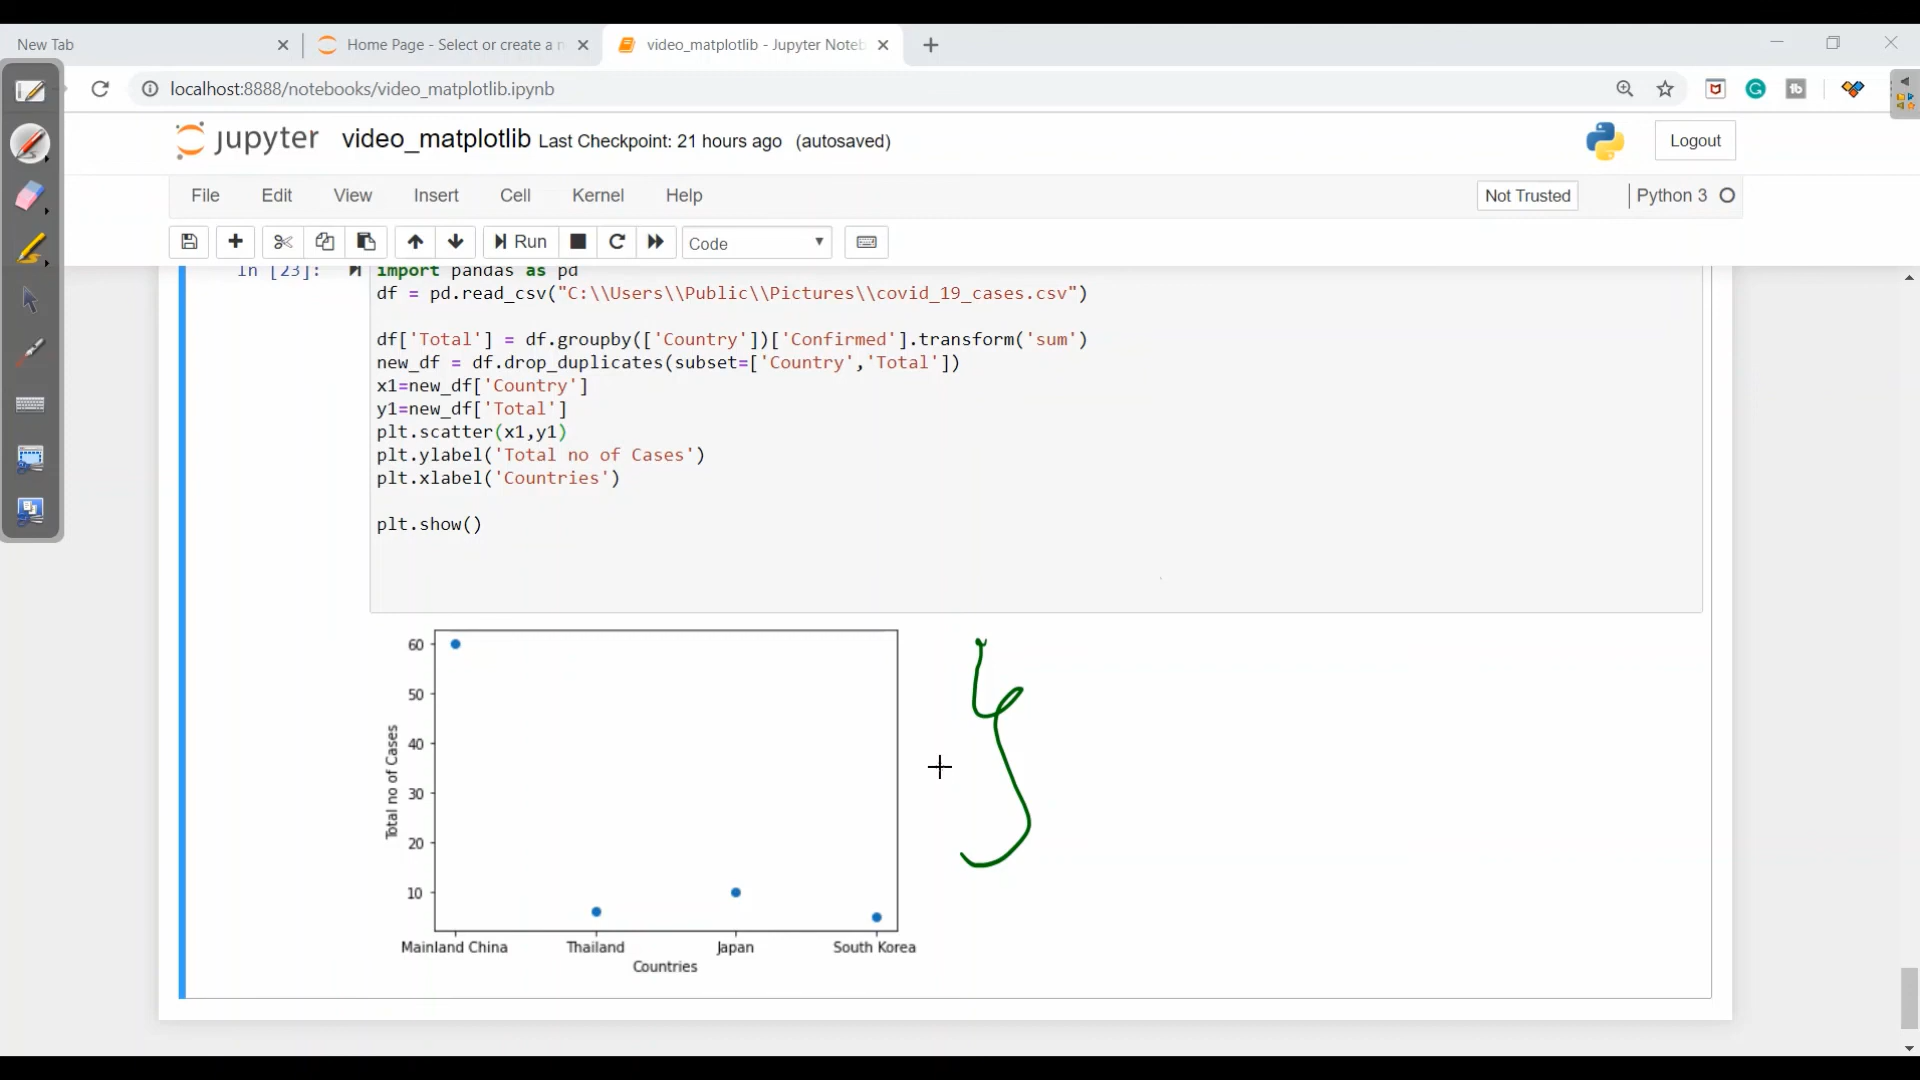 New Tab
Home Page - Select or create a n
video_matplotlib - Jupyter Noteb
localhost:8888/notebooks/video_matplotlib.ipynb
jupyter video_matplotlib Last Checkpoint: 21 hours ago (autosaved)
Logout
File Edit View Insert Cell Kernel Help
Not Trusted
Python 3
Run
Code
In [23]:
import pandas as pd
df = pd.read_csv("C:\\Users\\Public\\Pictures\\covid_19_cases.csv")
df['Total'] = df.groupby(['Country'])['Confirmed'].transform('sum')
new_df = df.drop_duplicates(subset=['Country','Total'])
x1=new_df['Country']
y1=new_df['Total']
plt.scatter(x1,y1)
plt.ylabel('Total no of Cases')
plt.xlabel('Countries')
plt.show()
60
50
40
30
20
10
Total no of Cases
Mainland China Thailand Japan South Korea
Countries
y